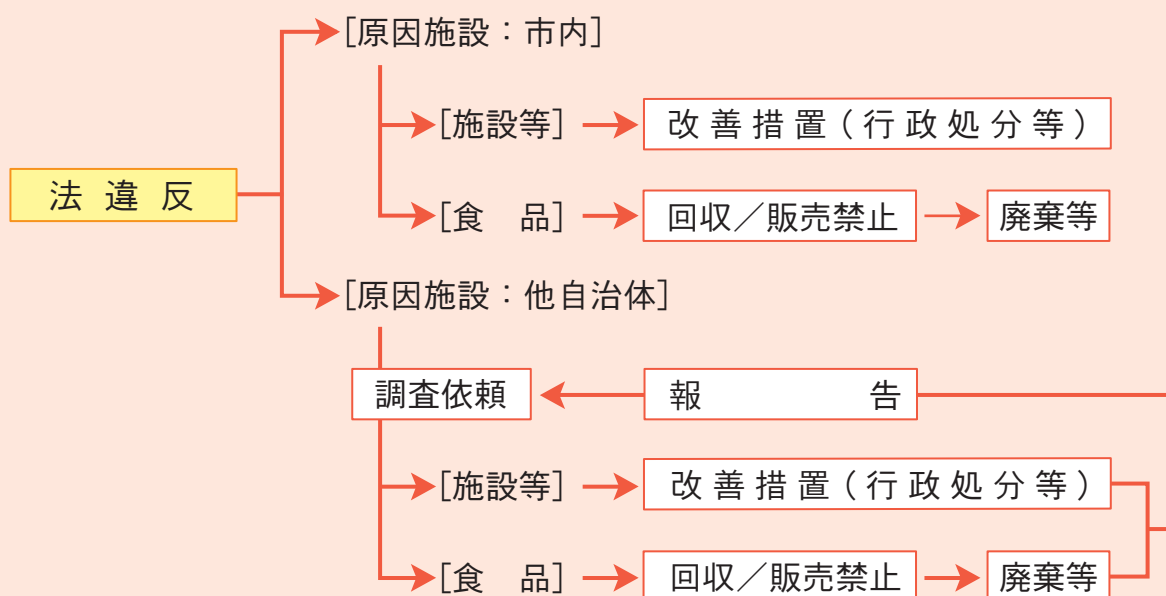 [原因施設：市内]
[施設等]
改善措置（行政処分等）
法違反
[食　品]
回収／販売禁止
廃棄等
[原因施設：他自治体]
調査依頼
報　告
[施設等]
改善措置（行政処分等）
[食　品]
回収／販売禁止
廃棄等